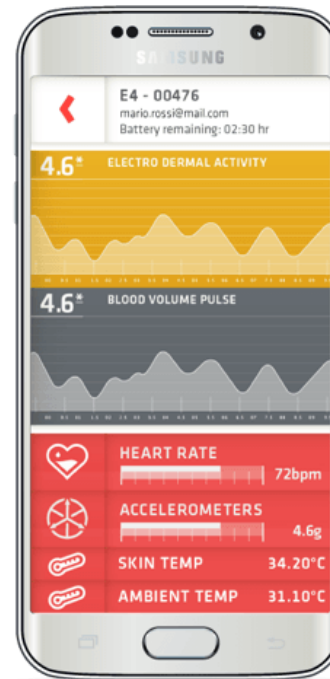 SAMSUNG
E4 - 00476
mario.rossi@mail.com
Battery remaining: 02:30 hr
4.6 ELECTRO DERMAL ACTIVITY
4.6 BLOOD VOLUME PULSE
HEART RATE
72bpm
ACCELEROMETERS
4.6g
SKIN TEMP 34.20°C
AMBIENT TEMP 31.10°C